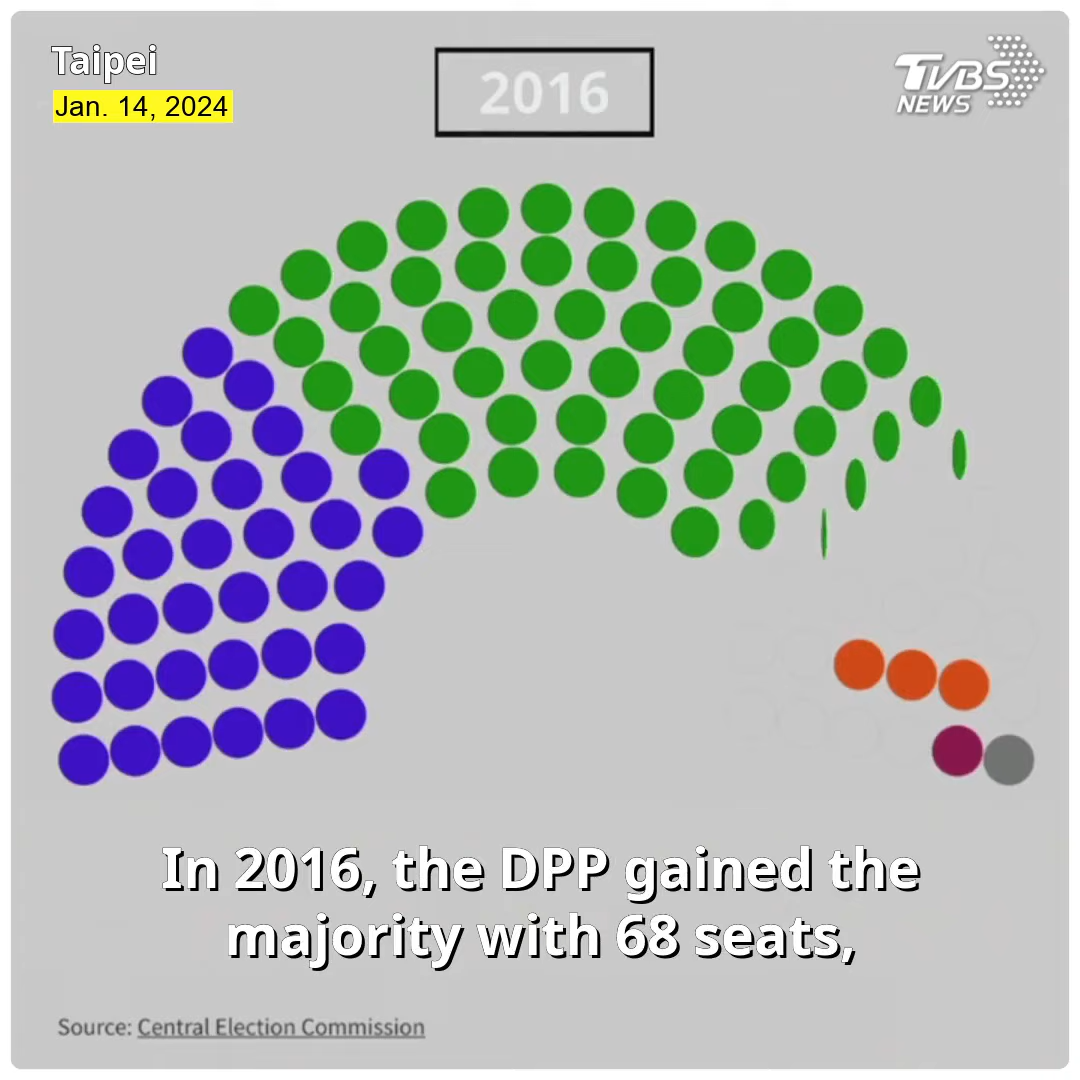 Taipei
Jan. 14, 2024
2016
TVBS
NEWS
In 2016, the DPP gained the
majority with 68 seats,
Source: Central Election Commission